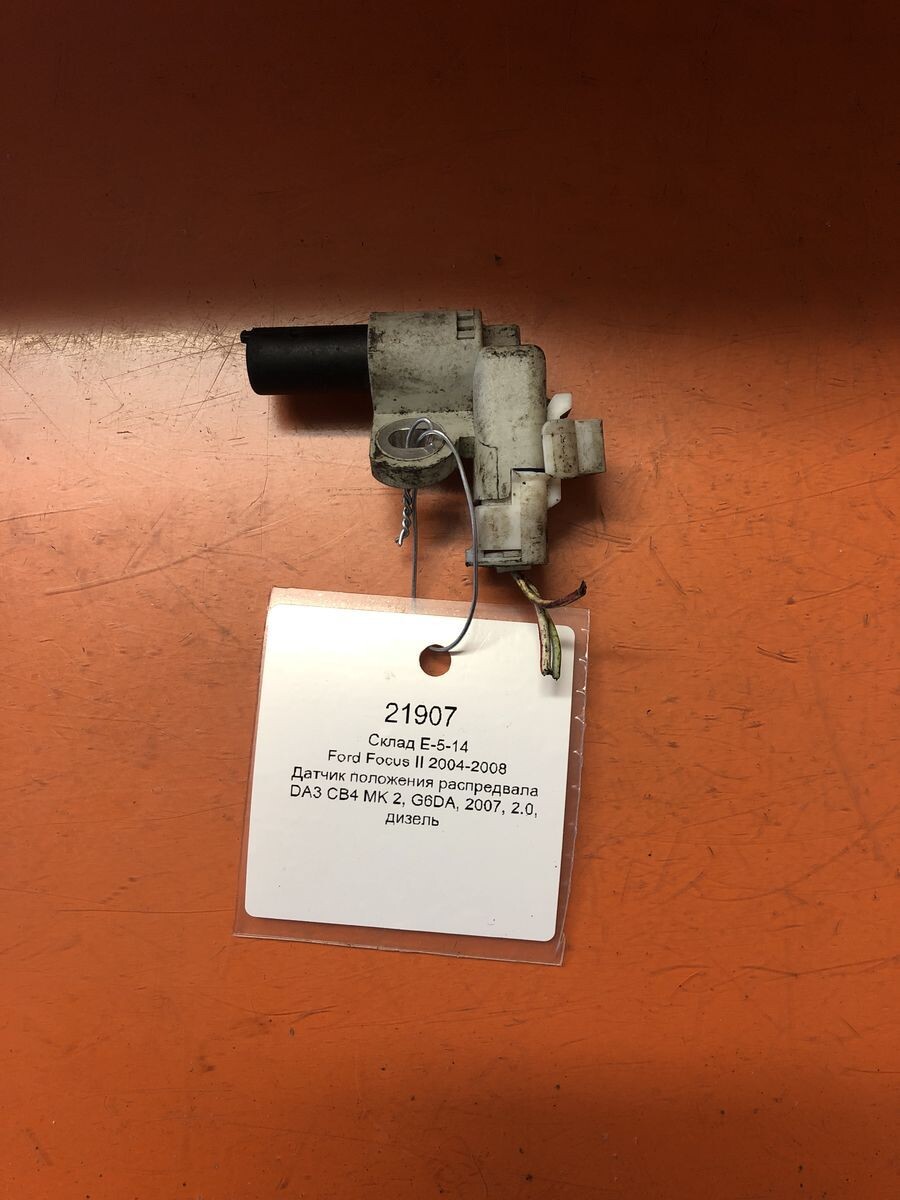 21907
Склад Е-5-14
Ford Focus II 2004-2008
Датчик положения распредвала
DA3 CB4 MK 2, G6DA, 2007, 2.0,
дизель